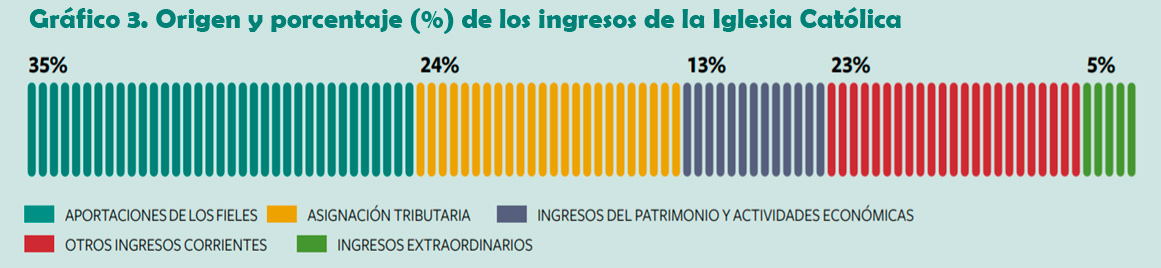 Gráfico 3. Origen y porcentaje (%) de los ingresos de la Iglesia Católica
35% 24% 13% 23% 5%
APORTACIONES DE LOS FIELES ASIGNACIÓN TRIBUTARIA INGRESOS DEL PATRIMONIO Y ACTIVIDADES ECONÓMICAS
OTROS INGRESOS CORRIENTES INGRESOS EXTRAORDINARIOS